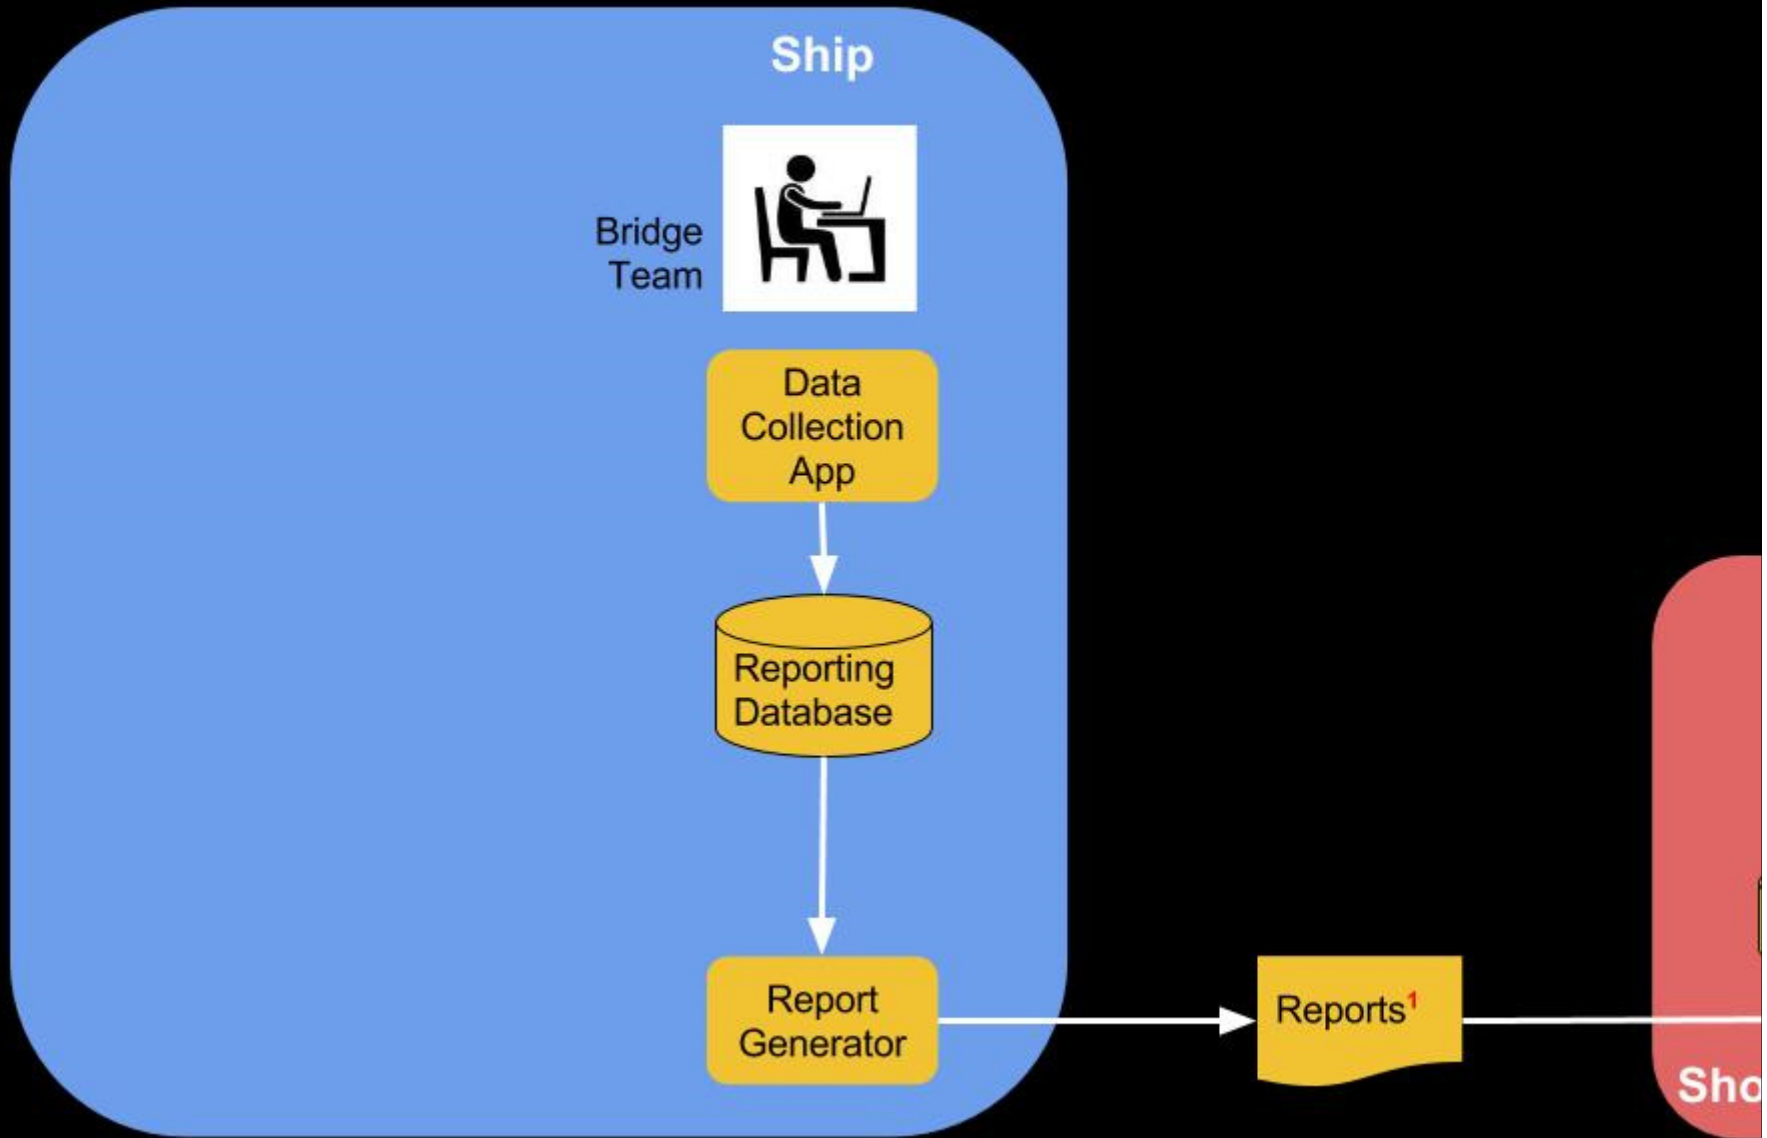 Ship
Bridge
Team
Data
Collection
App
Reporting
Database
Report
Generator
Reports¹
Sho